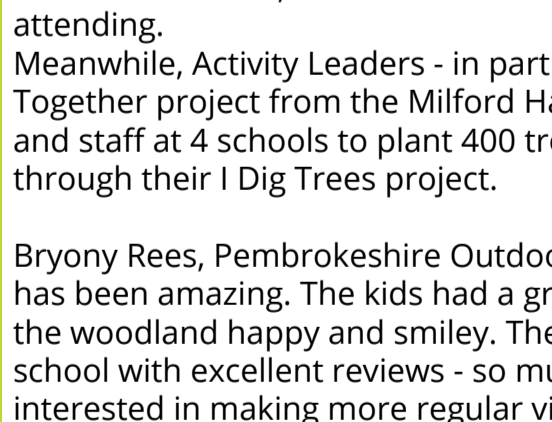 attending.
Meanwhile, Activity Leaders - in part
Together project from the Milford Ha
and staff at 4 schools to plant 400 tr
through their I Dig Trees project.
Bryony Rees, Pembrokeshire Outdoo
has been amazing. The kids had a gr
the woodland happy and smiley. The
school with excellent reviews - so mu
interested in making more regular vi